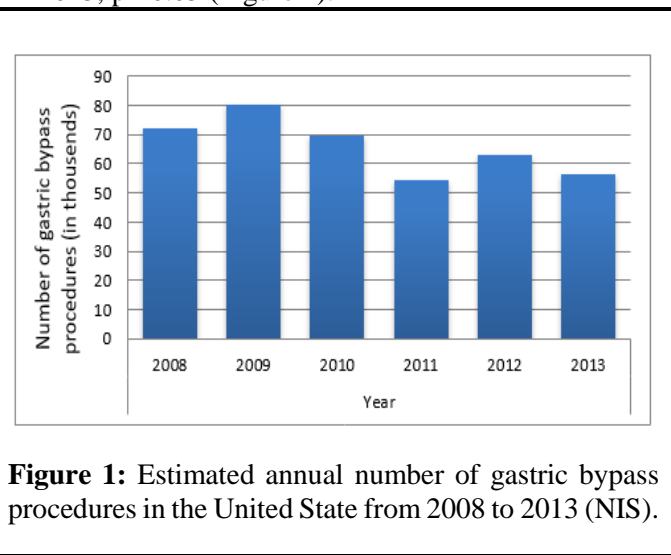 90
80
70
60
50
40
30
20
10
0
Number of gastric bypass
procedures (in thousends)
2008 2009 2010 2011 2012 2013
Year
Figure 1: Estimated annual number of gastric bypass
procedures in the United State from 2008 to 2013 (NIS).